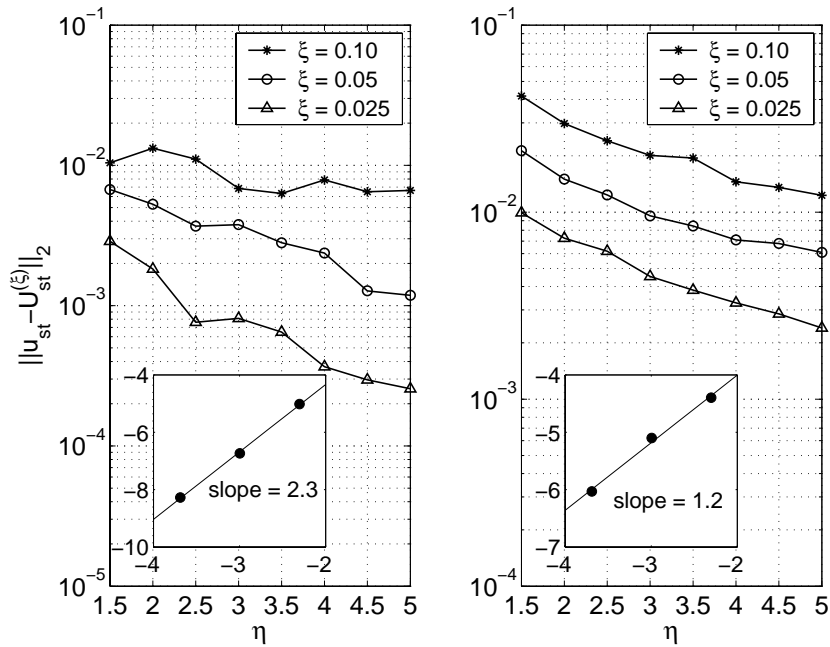 ||u_st−U_st^(ξ)||_2
10^−1
10^−2
10^−3
10^−4
10^−5
ξ = 0.10
ξ = 0.05
ξ = 0.025
−4
−6
−8
−10
slope = 2.3
−4 −3 −2
1.5 2 2.5 3 3.5 4 4.5 5
η
10^−1
10^−2
10^−3
10^−4
ξ = 0.10
ξ = 0.05
ξ = 0.025
−4
−5
−6
−7
slope = 1.2
−4 −3 −2
1.5 2 2.5 3 3.5 4 4.5 5
η